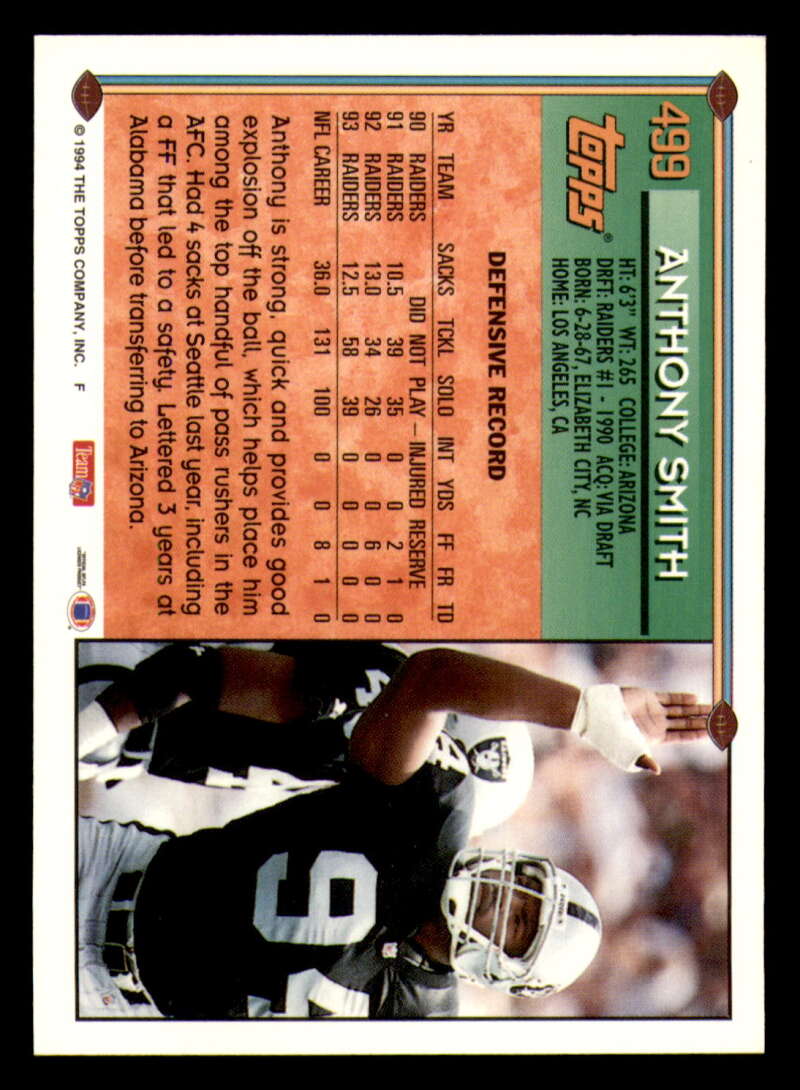 499
ANTHONY SMITH
topps®
HT: 6'3" WT: 265 COLLEGE: ARIZONA
DRFT: RAIDERS #1 - 1990 ACQ: VIA DRAFT
BORN: 6-28-67, ELIZABETH CITY, NC
HOME: LOS ANGELES, CA
DEFENSIVE RECORD
YR TEAM SACKS TCKL SOLO INT YDS FF FR TD
90 RAIDERS DID NOT PLAY – INJURED RESERVE
91 RAIDERS 10.5 39 35 0 0 2 1 0
92 RAIDERS 13.0 34 26 0 0 6 0 0
93 RAIDERS 12.5 58 39 0 0 0 0 0
NFL CAREER 36.0 131 100 0 0 8 1 0
Anthony is strong, quick and provides good
explosion off the ball, which helps place him
among the top handful of pass rushers in the
AFC. Had 4 sacks at Seattle last year, including
a FF that led to a safety. Lettered 3 years at
Alabama before transferring to Arizona.
© 1994 THE TOPPS COMPANY, INC. F
Team NFL
9
4